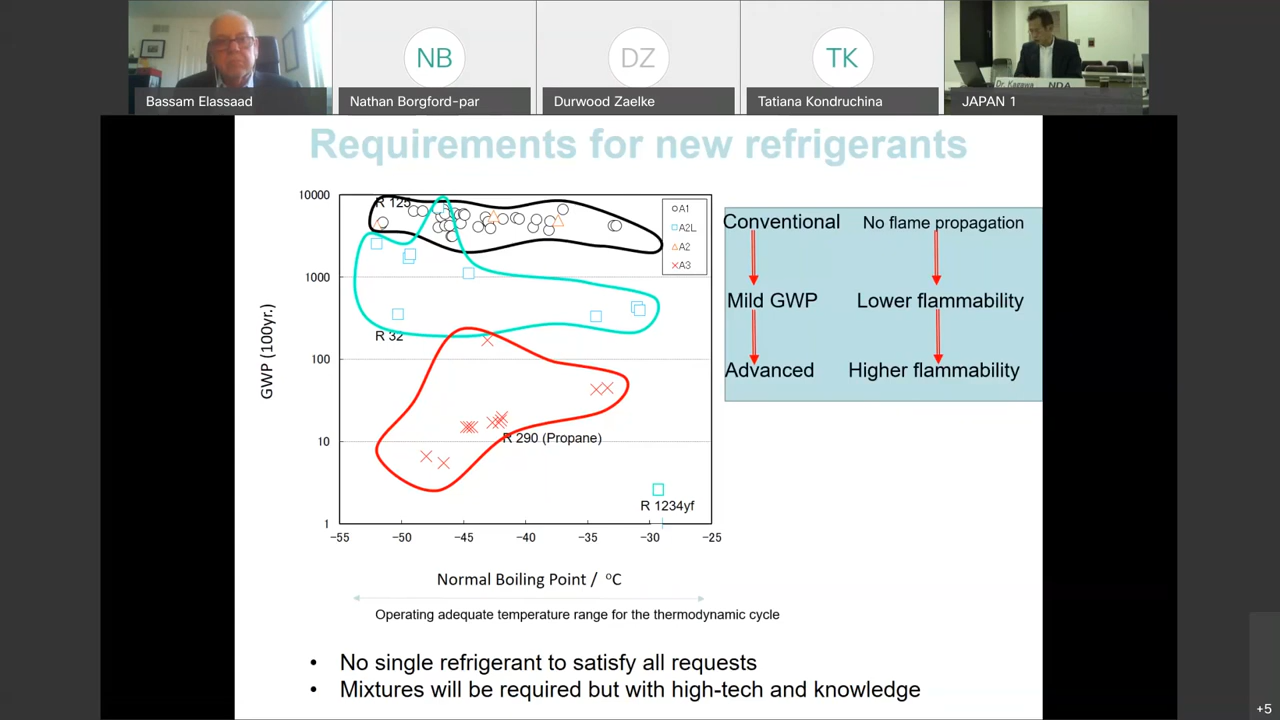 NB
DZ
TK
Dr. Kagawa
NDA
Bassam Elassaad
Nathan Borgford-par
Durwood Zaelke
Tatiana Kondruchina
JAPAN 1
Requirements for new refrigerants
10000
1000
100
10
1
GWP (100yr.)
R 125
R 32
R 290 (Propane)
R 1234yf
A1
A2L
A2
A3
-55
-50
-45
-40
-35
-30
-25
Normal Boiling Point / °C
Operating adequate temperature range for the thermodynamic cycle
Conventional No flame propagation
Mild GWP Lower flammability
Advanced Higher flammability
• No single refrigerant to satisfy all requests
• Mixtures will be required but with high-tech and knowledge
+5